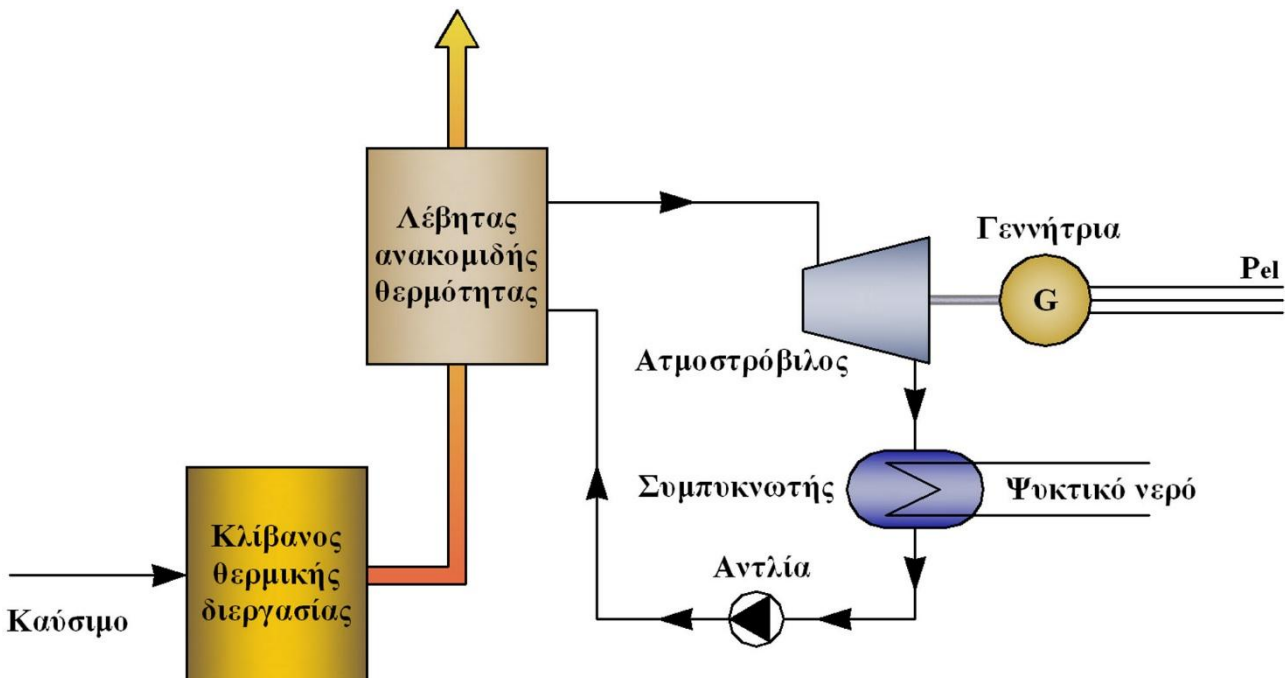 Λέβητας
ανακομιδής
θερμότητας
Γεννήτρια
Pel
G
Ατμοστρόβιλος
Συμπυκνωτής
Ψυκτικό νερό
Κλίβανος
θερμικής
διεργασίας
Αντλία
Καύσιμο